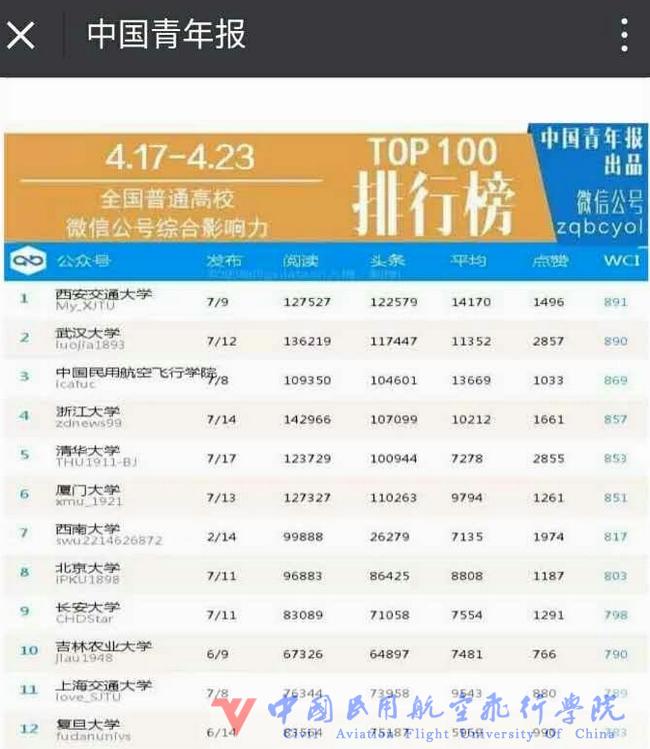 中国青年报
4.17-4.23
全国普通高校
微信公号综合影响力
TOP 100
排行榜
中国青年报
出品
微信公号
zqbcyol
公众号 发布 阅读 头条 平均 点赞 WCI
1 西安交通大学 7/9 127527 122579 14170 1496 891
My_XJTU
2 武汉大学 7/12 136219 117447 11352 2857 890
luojia1893
3 中国民用航空飞行学院 7/8 109350 104601 13669 1033 869
icafuc
4 浙江大学 7/14 142966 107099 10212 1661 857
zdnews99
5 清华大学 7/17 123729 100944 7278 2855 853
THU1911-BJ
6 厦门大学 7/13 127327 110263 9794 1261 851
xmu_1921
7 西南大学 2/14 99888 26279 7135 1974 817
swu2214626872
8 北京大学 7/11 96883 86425 8808 1187 803
iPKU1898
9 长安大学 7/11 83089 71058 7554 1291 798
CHDStar
10 吉林农业大学 6/9 67326 64897 7481 766 790
jlau1948
11 上海交通大学 7/8 76344 73958 9543 880 789
love_SJTU
12 复旦大学 6/14 83564 75187 5969 990 783
fudanunivs
中国民用航空飞行学院
Aviation Flight University Of China